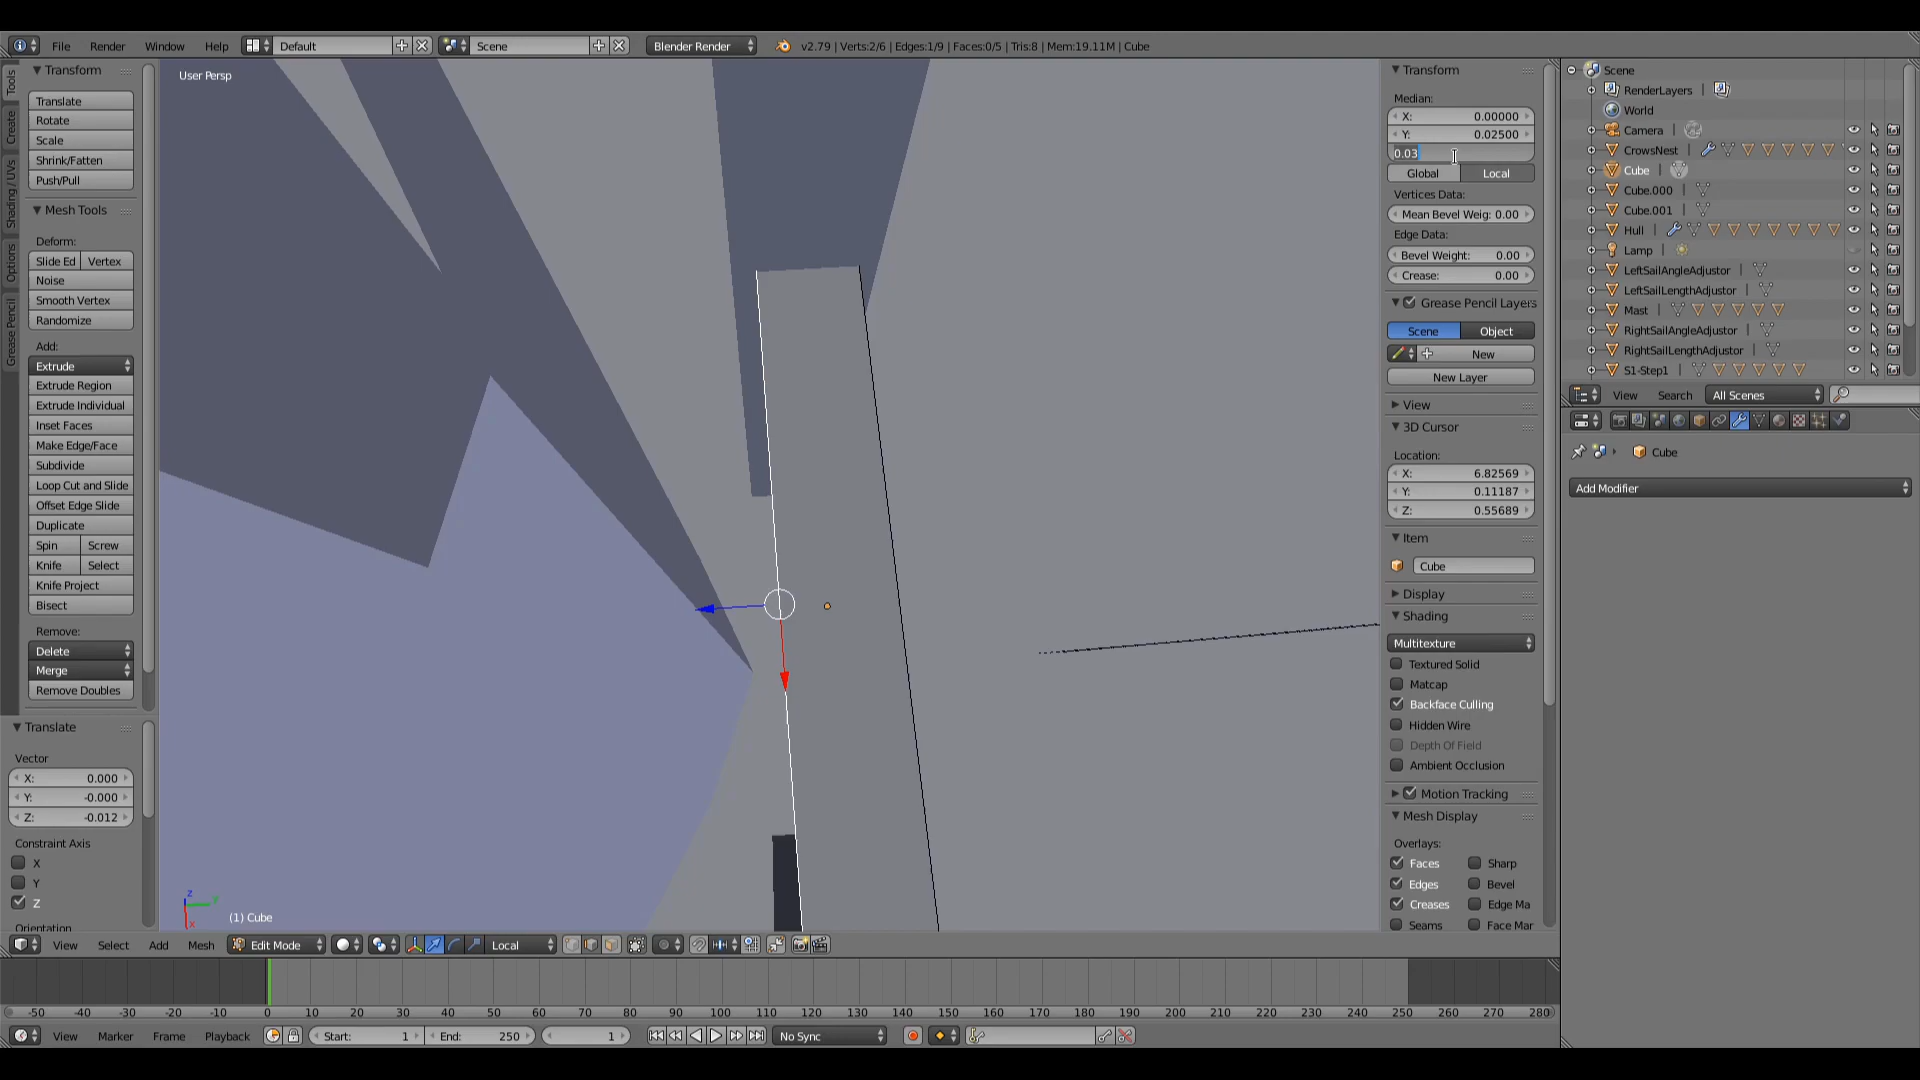 File Render Window Help Default Scene Blender Render v2.79 | Verts:2/6 | Edges:1/9 | Faces:0/5 | Tris:8 | Mem:19.11M | Cube
Tools
Create
Shading / UVs
Options
Grease Pencil
Transform
Translate
Rotate
Scale
Shrink/Fatten
Push/Pull
Mesh Tools
Deform:
Slide Ed Vertex
Noise
Smooth Vertex
Randomize
Add:
Extrude
Extrude Region
Extrude Individual
Inset Faces
Make Edge/Face
Subdivide
Loop Cut and Slide
Offset Edge Slide
Duplicate
Spin Screw
Knife Select
Knife Project
Bisect
Remove:
Delete
Merge
Remove Doubles
Translate
Vector
X: 0.000
Y: -0.000
Z: -0.012
Constraint Axis
X
Y
Z
Orientation
User Persp
z
Y
x
(1) Cube
Transform
Median:
X: 0.00000
Y: 0.02500
0.03
Global Local
Vertices Data:
Mean Bevel Weig: 0.00
Edge Data:
Bevel Weight: 0.00
Crease: 0.00
Grease Pencil Layers
Scene Object
New
New Layer
View
3D Cursor
Location:
X: 6.82569
Y: 0.11187
Z: 0.55689
Item
Cube
Display
Shading
Multitexture
Textured Solid
Matcap
Backface Culling
Hidden Wire
Depth Of Field
Ambient Occlusion
Motion Tracking
Mesh Display
Overlays:
Faces Sharp
Edges Bevel
Creases Edge Ma
Seams Face Mar
Scene
RenderLayers
World
Camera
CrowsNest
Cube
Cube.000
Cube.001
Hull
Lamp
LeftSailAngleAdjustor
LeftSailLengthAdjustor
Mast
RightSailAngleAdjustor
RightSailLengthAdjustor
S1-Step1
View Search All Scenes
Cube
Add Modifier
View Select Add Mesh Edit Mode Local
-50 -40 -30 -20 -10 0 10 20 30 40 50 60 70 80 90 100 110 120 130 140 150 160 170 180 190 200 210 220 230 240 250 260 270 280
View Marker Frame Playback Start: 1 End: 250 1 No Sync